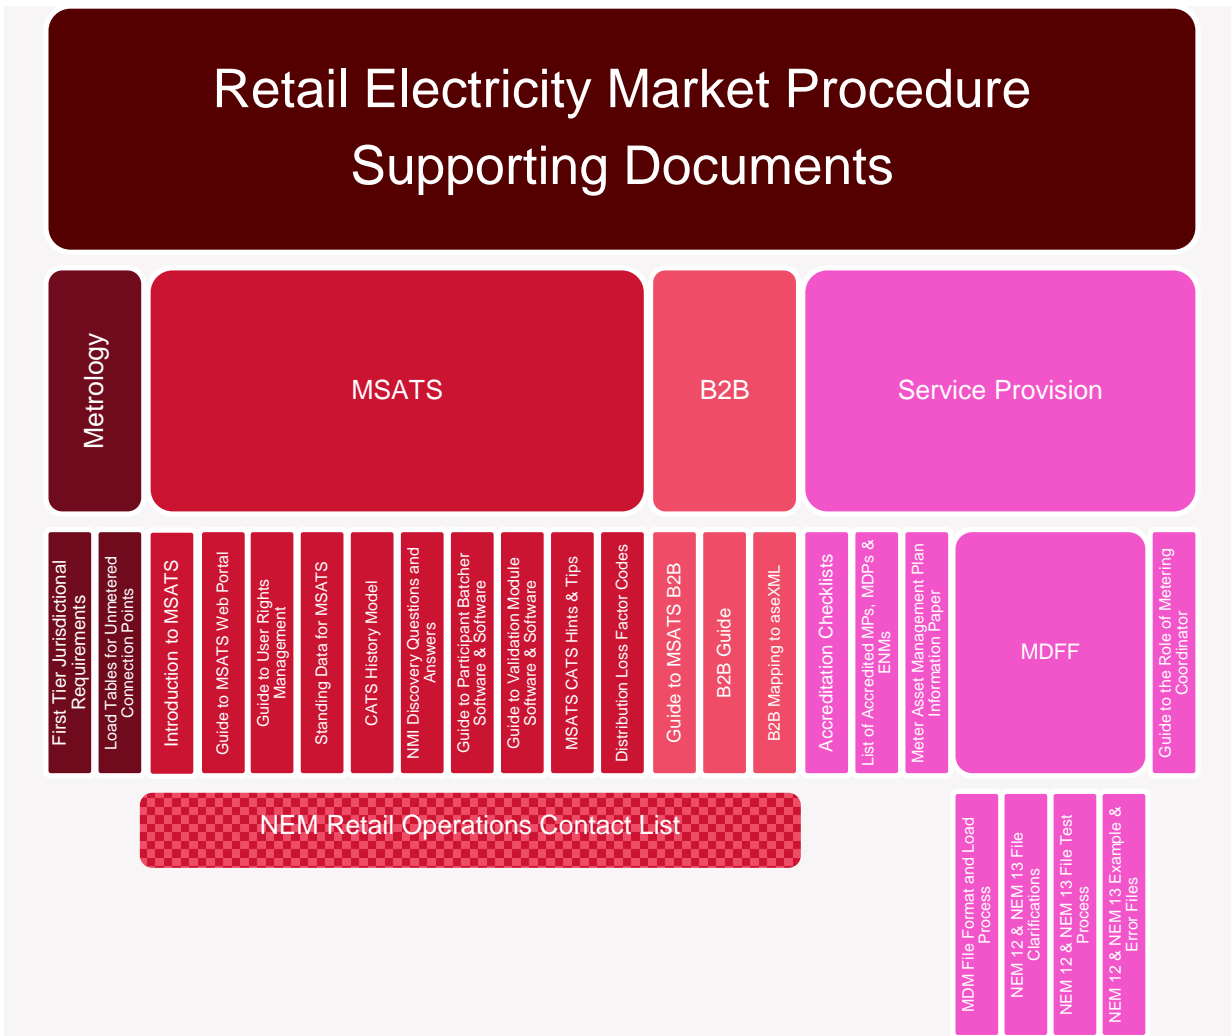 Retail Electricity Market Procedure
Supporting Documents
Metrology
MSATS
B2B
Service Provision
First Tier Jurisdictional
Requirements
Load Tables for Unmetered
Connection Points
Introduction to MSATS
Guide to MSATS Web Portal
Guide to User Rights
Management
Standing Data for MSATS
CATS History Model
NMI Discovery Questions and
Answers
Guide to Participant Batcher
Software & Software
Guide to Validation Module
Software & Software
MSATS CATS Hints & Tips
Distribution Loss Factor Codes
Guide to MSATS B2B
B2B Guide
B2B Mapping to aseXML
Accreditation Checklists
List of Accredited MPs, MDPs &
ENMs
Meter Asset Management Plan
Information Paper
MDFF
Guide to the Role of Metering
Coordinator
NEM Retail Operations Contact List
MDM File Format and Load
Process
NEM 12 & NEM 13 File
Clarifications
NEM 12 & NEM 13 File Test
Process
NEM 12 & NEM 13 Example &
Error Files